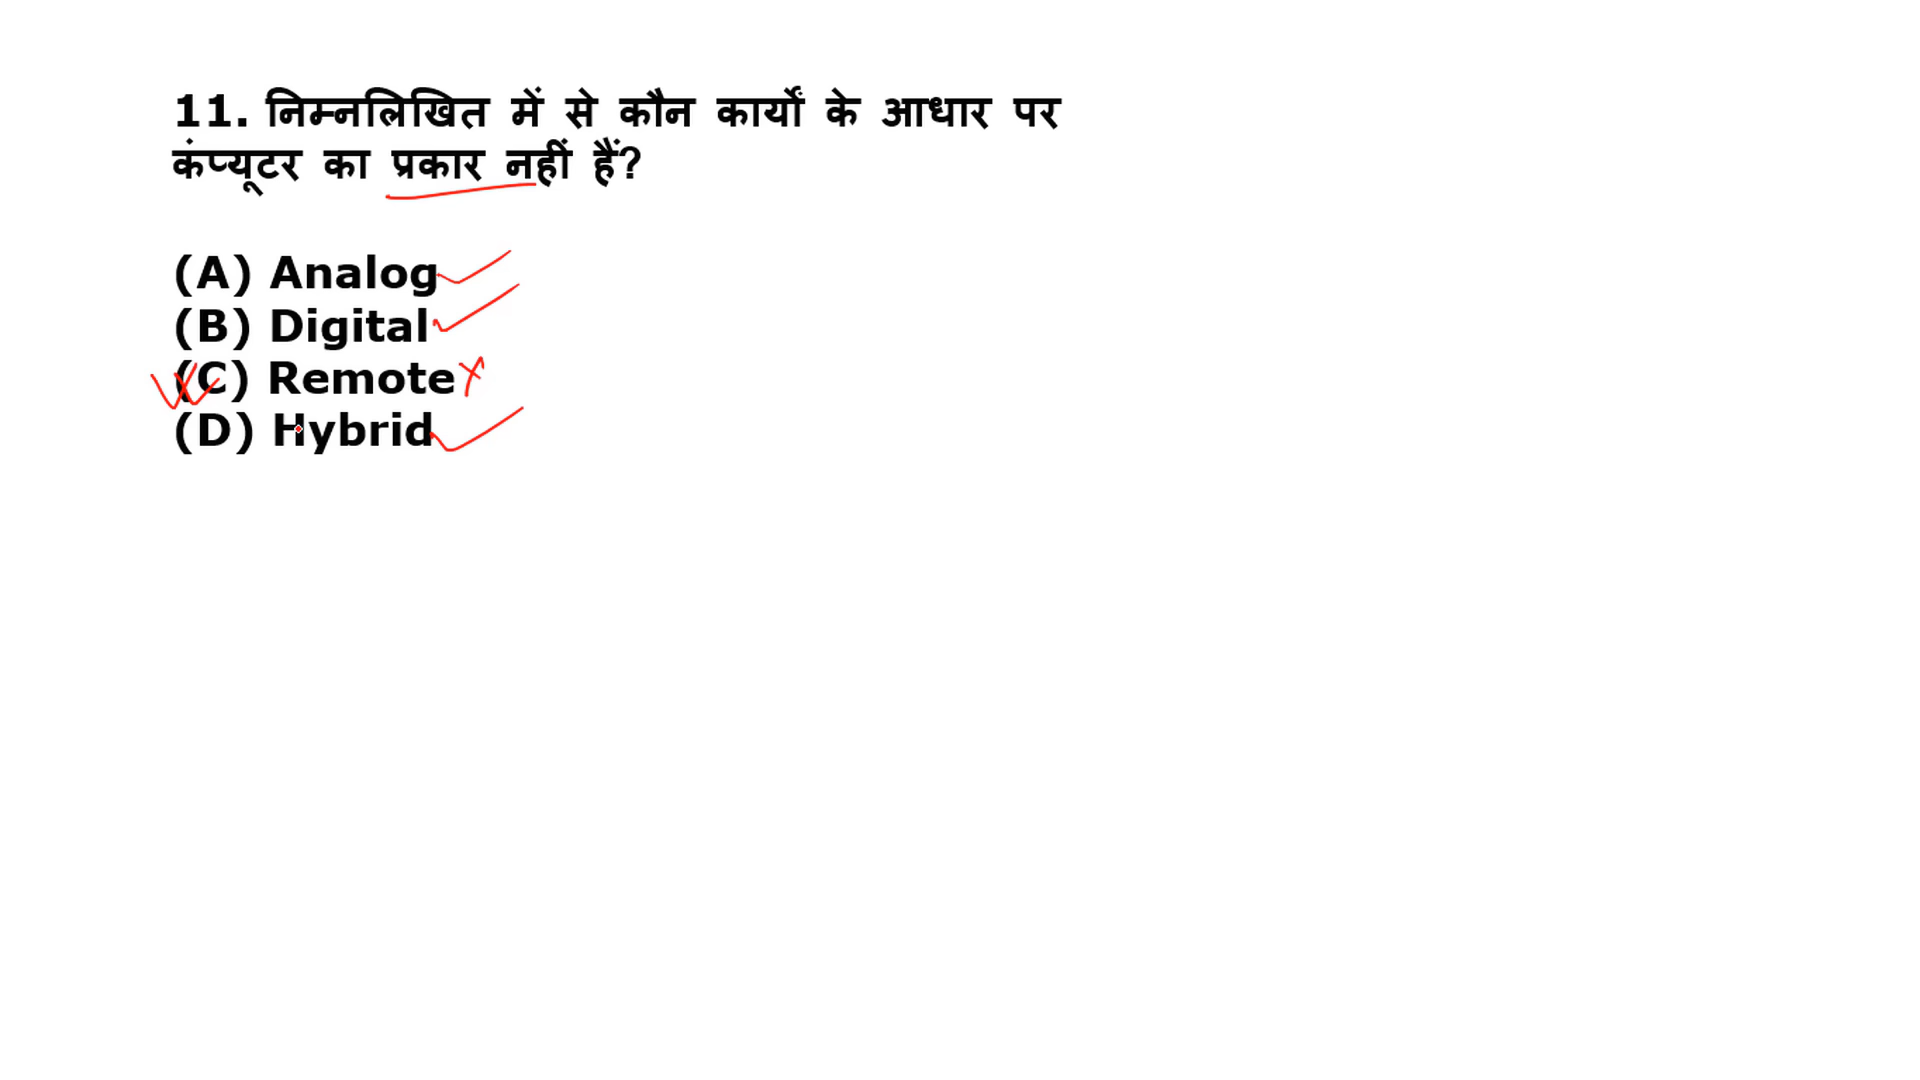 11. निम्नलिखित में से कौन कार्यों के आधार पर
कंप्यूटर का प्रकार नहीं हैं?
(A) Analog
(B) Digital
(C) Remote
(D) Hybrid